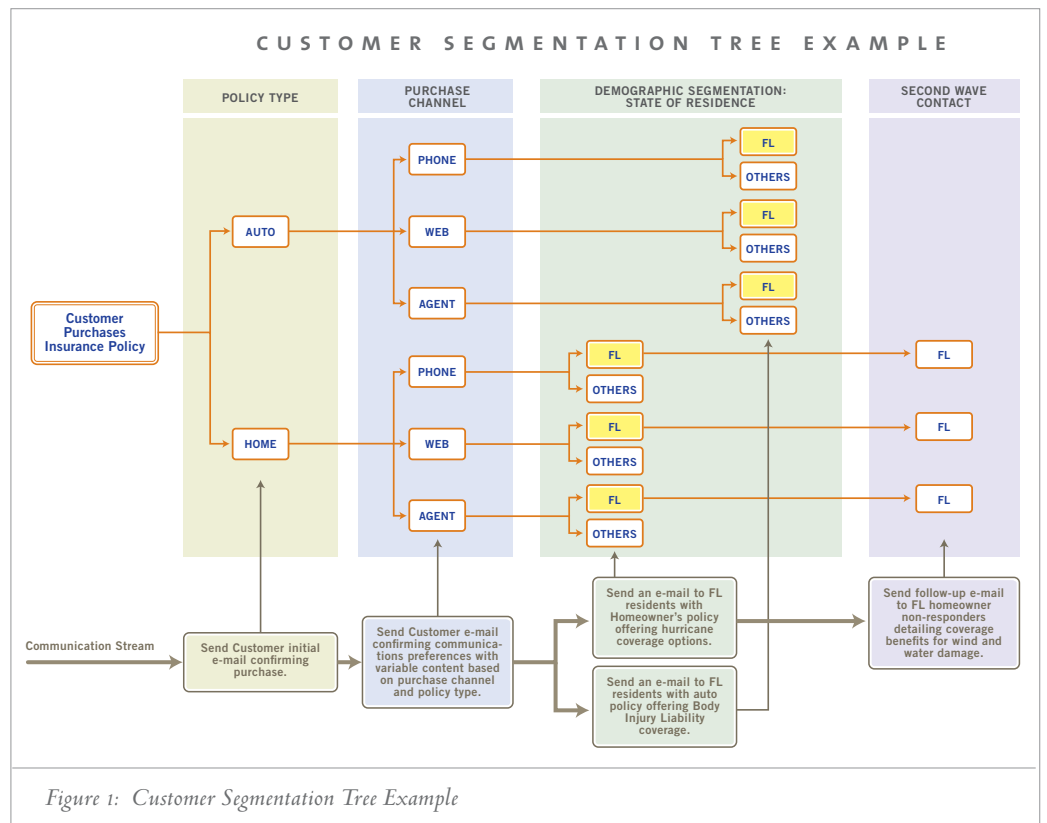 CUSTOMER SEGMENTATION TREE EXAMPLE
POLICY TYPE
PURCHASE
CHANNEL
DEMOGRAPHIC SEGMENTATION:
STATE OF RESIDENCE
SECOND WAVE
CONTACT
Customer
Purchases
Insurance Policy
AUTO
HOME
PHONE
WEB
AGENT
PHONE
WEB
AGENT
FL
OTHERS
FL
OTHERS
FL
OTHERS
FL
OTHERS
FL
OTHERS
FL
OTHERS
FL
FL
FL
Communication Stream
Send Customer initial
e-mail confirming
purchase.
Send Customer e-mail
confirming communica-
tions preferences with
variable content based
on purchase channel
and policy type.
Send an e-mail to FL
residents with
Homeowner's policy
offering hurricane
coverage options.
Send an e-mail to FL
residents with auto
policy offering Body
Injury Liability
coverage.
Send follow-up e-mail
to FL homeowner
non-responders
detailing coverage
benefits for wind and
water damage.
Figure 1: Customer Segmentation Tree Example